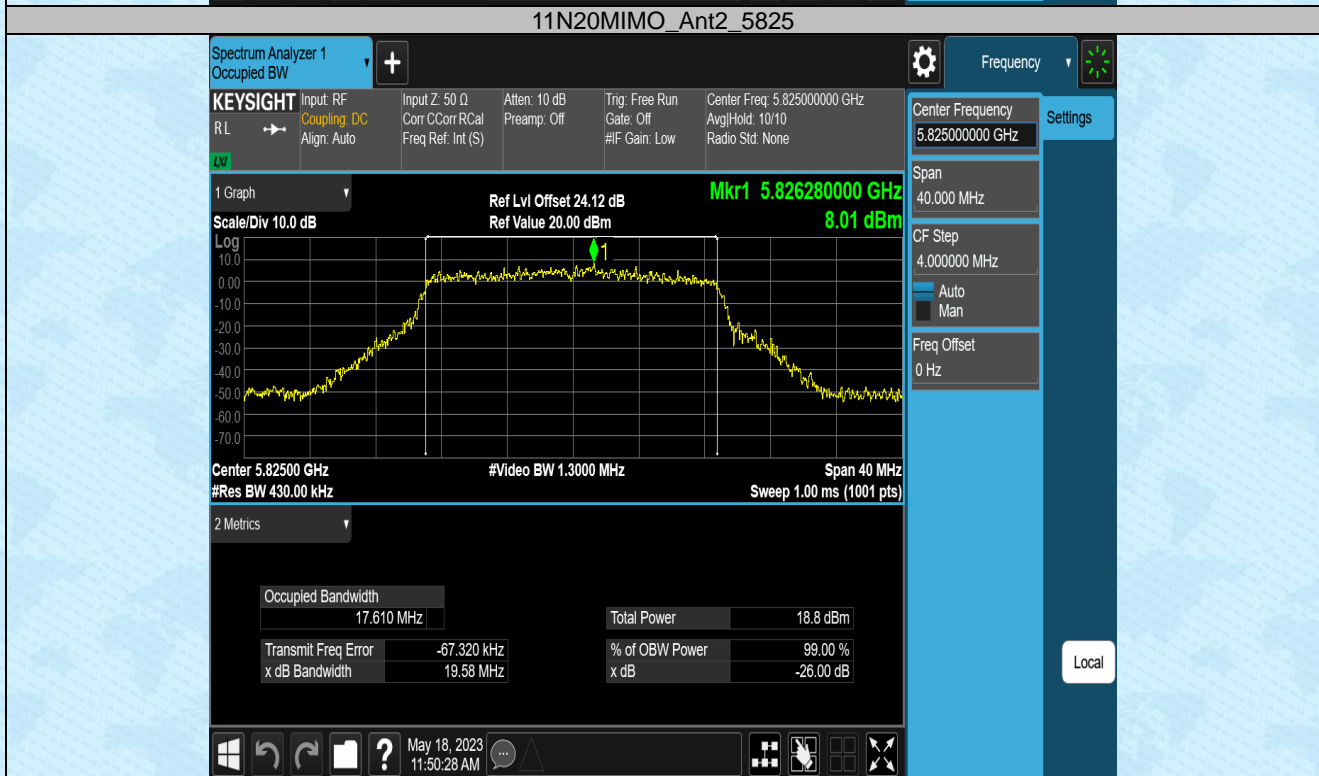 11N20MIMO_Ant2_5825
Spectrum Analyzer 1
Occupied BW
Frequency
KEYSIGHT
RL
LXI
Input: RF
Coupling: DC
Align: Auto
Input Z: 50 Ω
Corr CCorr RCal
Freq Ref: Int (S)
Atten: 10 dB
Preamp: Off
Trig: Free Run
Gate: Off
#IF Gain: Low
Center Freq: 5.825000000 GHz
Avg|Hold: 10/10
Radio Std: None
Center Frequency
5.825000000 GHz
Settings
Span
40.000 MHz
CF Step
4.000000 MHz
Auto
Man
Freq Offset
0 Hz
1 Graph
Scale/Div 10.0 dB
Ref Lvl Offset 24.12 dB
Ref Value 20.00 dBm
Mkr1 5.826280000 GHz
8.01 dBm
Log
1
10.0
0.00
-10.0
-20.0
-30.0
-40.0
-50.0
-60.0
-70.0
Center 5.82500 GHz
#Video BW 1.3000 MHz
Span 40 MHz
#Res BW 430.00 kHz
Sweep 1.00 ms (1001 pts)
2 Metrics
Occupied Bandwidth
17.610 MHz
Total Power 18.8 dBm
Transmit Freq Error -67.320 kHz
% of OBW Power 99.00 %
x dB Bandwidth 19.58 MHz
x dB -26.00 dB
Local
?
May 18, 2023
11:50:28 AM